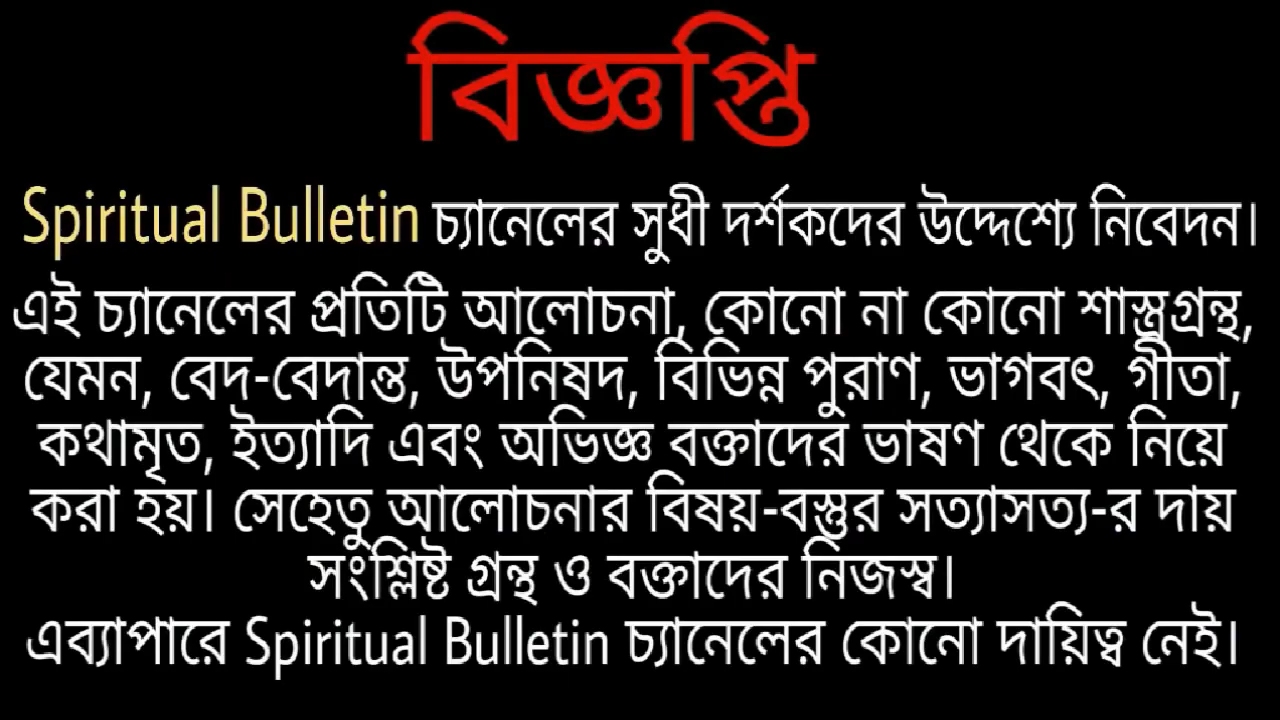 বিজ্ঞপ্তি
Spiritual Bulletin চ্যানেলের সুধী দর্শকদের উদ্দেশ্যে নিবেদন।
এই চ্যানেলের প্রতিটি আলোচনা, কোনো না কোনো শাস্ত্রগ্রন্থ,
যেমন, বেদ-বেদান্ত, উপনিষদ, বিভিন্ন পুরাণ, ভাগবৎ, গীতা,
কথামৃত, ইত্যাদি এবং অভিজ্ঞ বক্তাদের ভাষণ থেকে নিয়ে
করা হয়। সেহেতু আলোচনার বিষয়-বস্তুর সত্যাসত্য-র দায়
সংশ্লিষ্ট গ্রন্থ ও বক্তাদের নিজস্ব।
এব্যাপারে Spiritual Bulletin চ্যানেলের কোনো দায়িত্ব নেই।